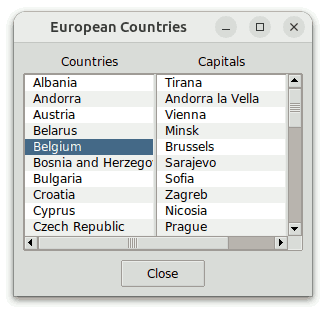 European Countries
Countries Capitals
Albania Tirana
Andorra Andorra la Vella
Austria Vienna
Belarus Minsk
Belgium Brussels
Bosnia and Herzego Sarajevo
Bulgaria Sofia
Croatia Zagreb
Cyprus Nicosia
Czech Republic Prague
Close